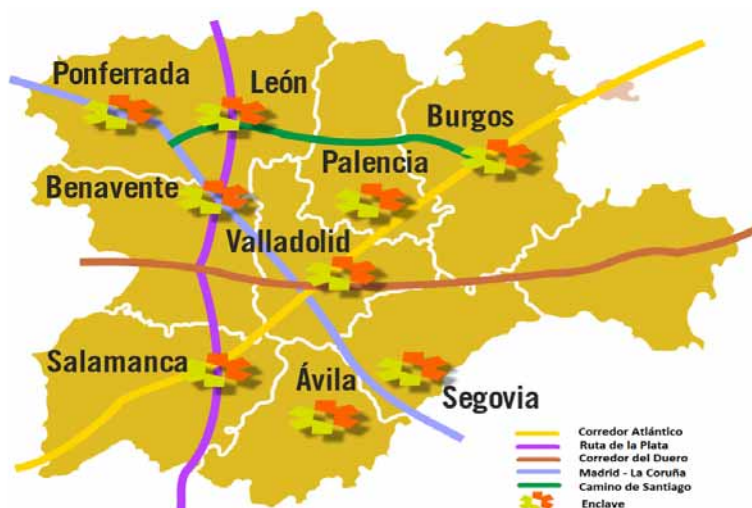 Ponferrada
León
Burgos
Palencia
Benavente
Valladolid
Salamanca
Ávila
Segovia
Corredor Atlántico
Ruta de la Plata
Corredor del Duero
Madrid - La Coruña
Camino de Santiago
Enclave